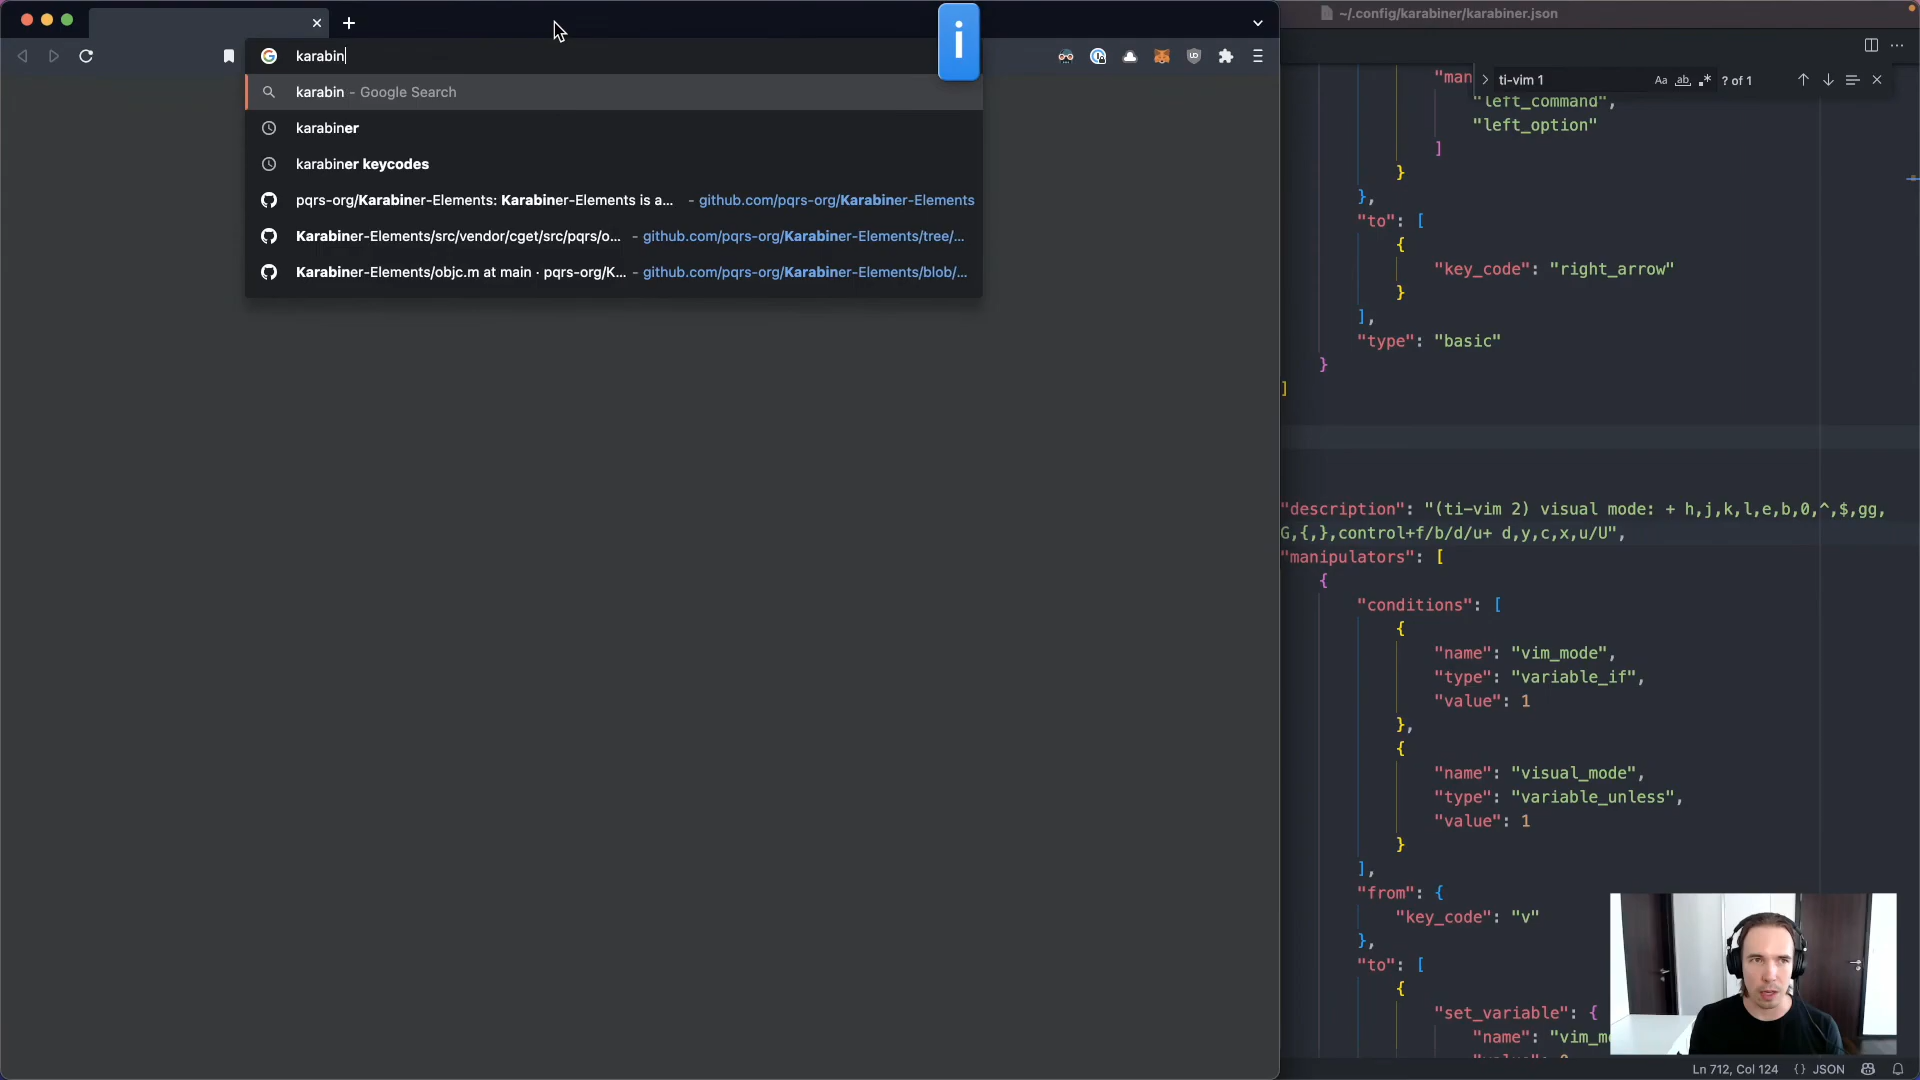 karabin
i
karabin - Google Search
karabiner
karabiner keycodes
pqrs-org/Karabiner-Elements: Karabiner-Elements is a... - github.com/pqrs-org/Karabiner-Elements
Karabiner-Elements/src/vendor/cget/src/pqrs/o... - github.com/pqrs-org/Karabiner-Elements/tree/...
Karabiner-Elements/objc.m at main · pqrs-org/K... - github.com/pqrs-org/Karabiner-Elements/blob/...
~/.config/karabiner/karabiner.json
ti-vim 1
Aa ab .* ? of 1
"man
"left_command",
"left_option"
]
}
},
"to": [
{
"key_code": "right_arrow"
}
],
"type": "basic"
}
]
"description": "(ti-vim 2) visual mode: + h,j,k,l,e,b,0,^,$,gg,
G,{,},control+f/b/d/u+ d,y,c,x,u/U",
"manipulators": [
{
"conditions": [
{
"name": "vim_mode",
"type": "variable_if",
"value": 1
},
{
"name": "visual_mode",
"type": "variable_unless",
"value": 1
}
],
"from": {
"key_code": "v"
},
"to": [
{
"set_variable": {
"name": "vim_m
Ln 712, Col 124 {} JSON